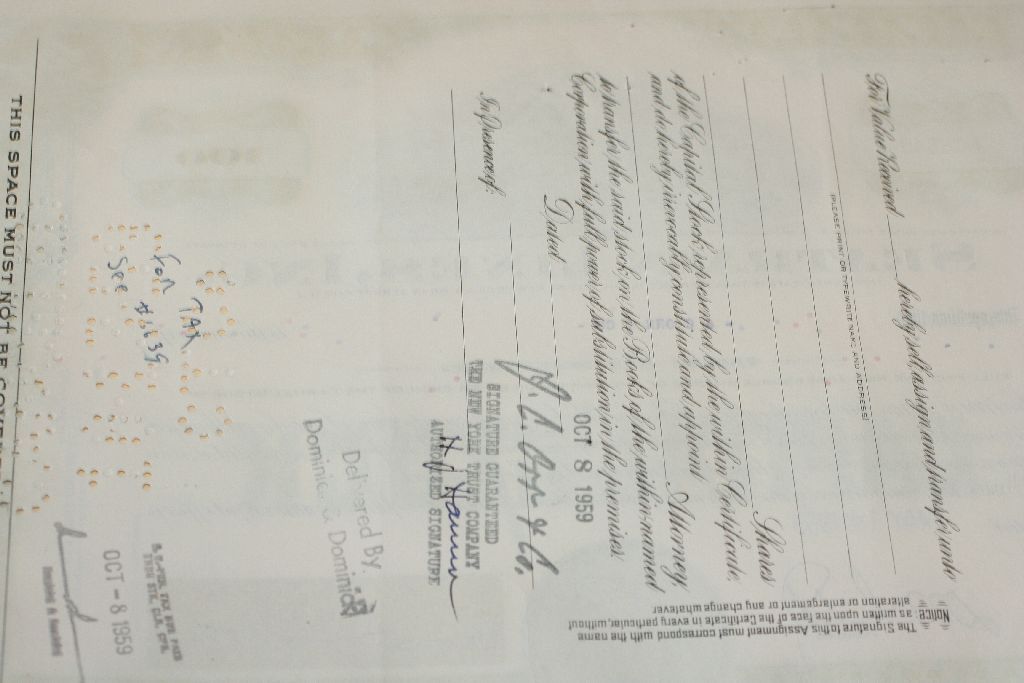 For Value Received hereby sell, assign and transfer unto
(PLEASE PRINT OR TYPEWRITE NAME AND ADDRESS)
Shares
of the Capital Stock represented by the within Certificate,
and do hereby irrevocably constitute and appoint
Attorney
to transfer the said stock on the Books of the within-named
Corporation, with full power of substitution in the premises.
Dated OCT 8 1959
In Presence of:
SIGNATURE GUARANTEED
THE NEW YORK TRUST COMPANY
AUTHORIZED SIGNATURE
Delivered By:
Dominick & Dominick
For TAX
See
OCT - 8 1959
THIS SPACE MUST NOT BE COVERED
Notice:
The Signature to this Assignment must correspond with the name
as written upon the face of the Certificate in every particular, without
alteration or enlargement or any change whatever